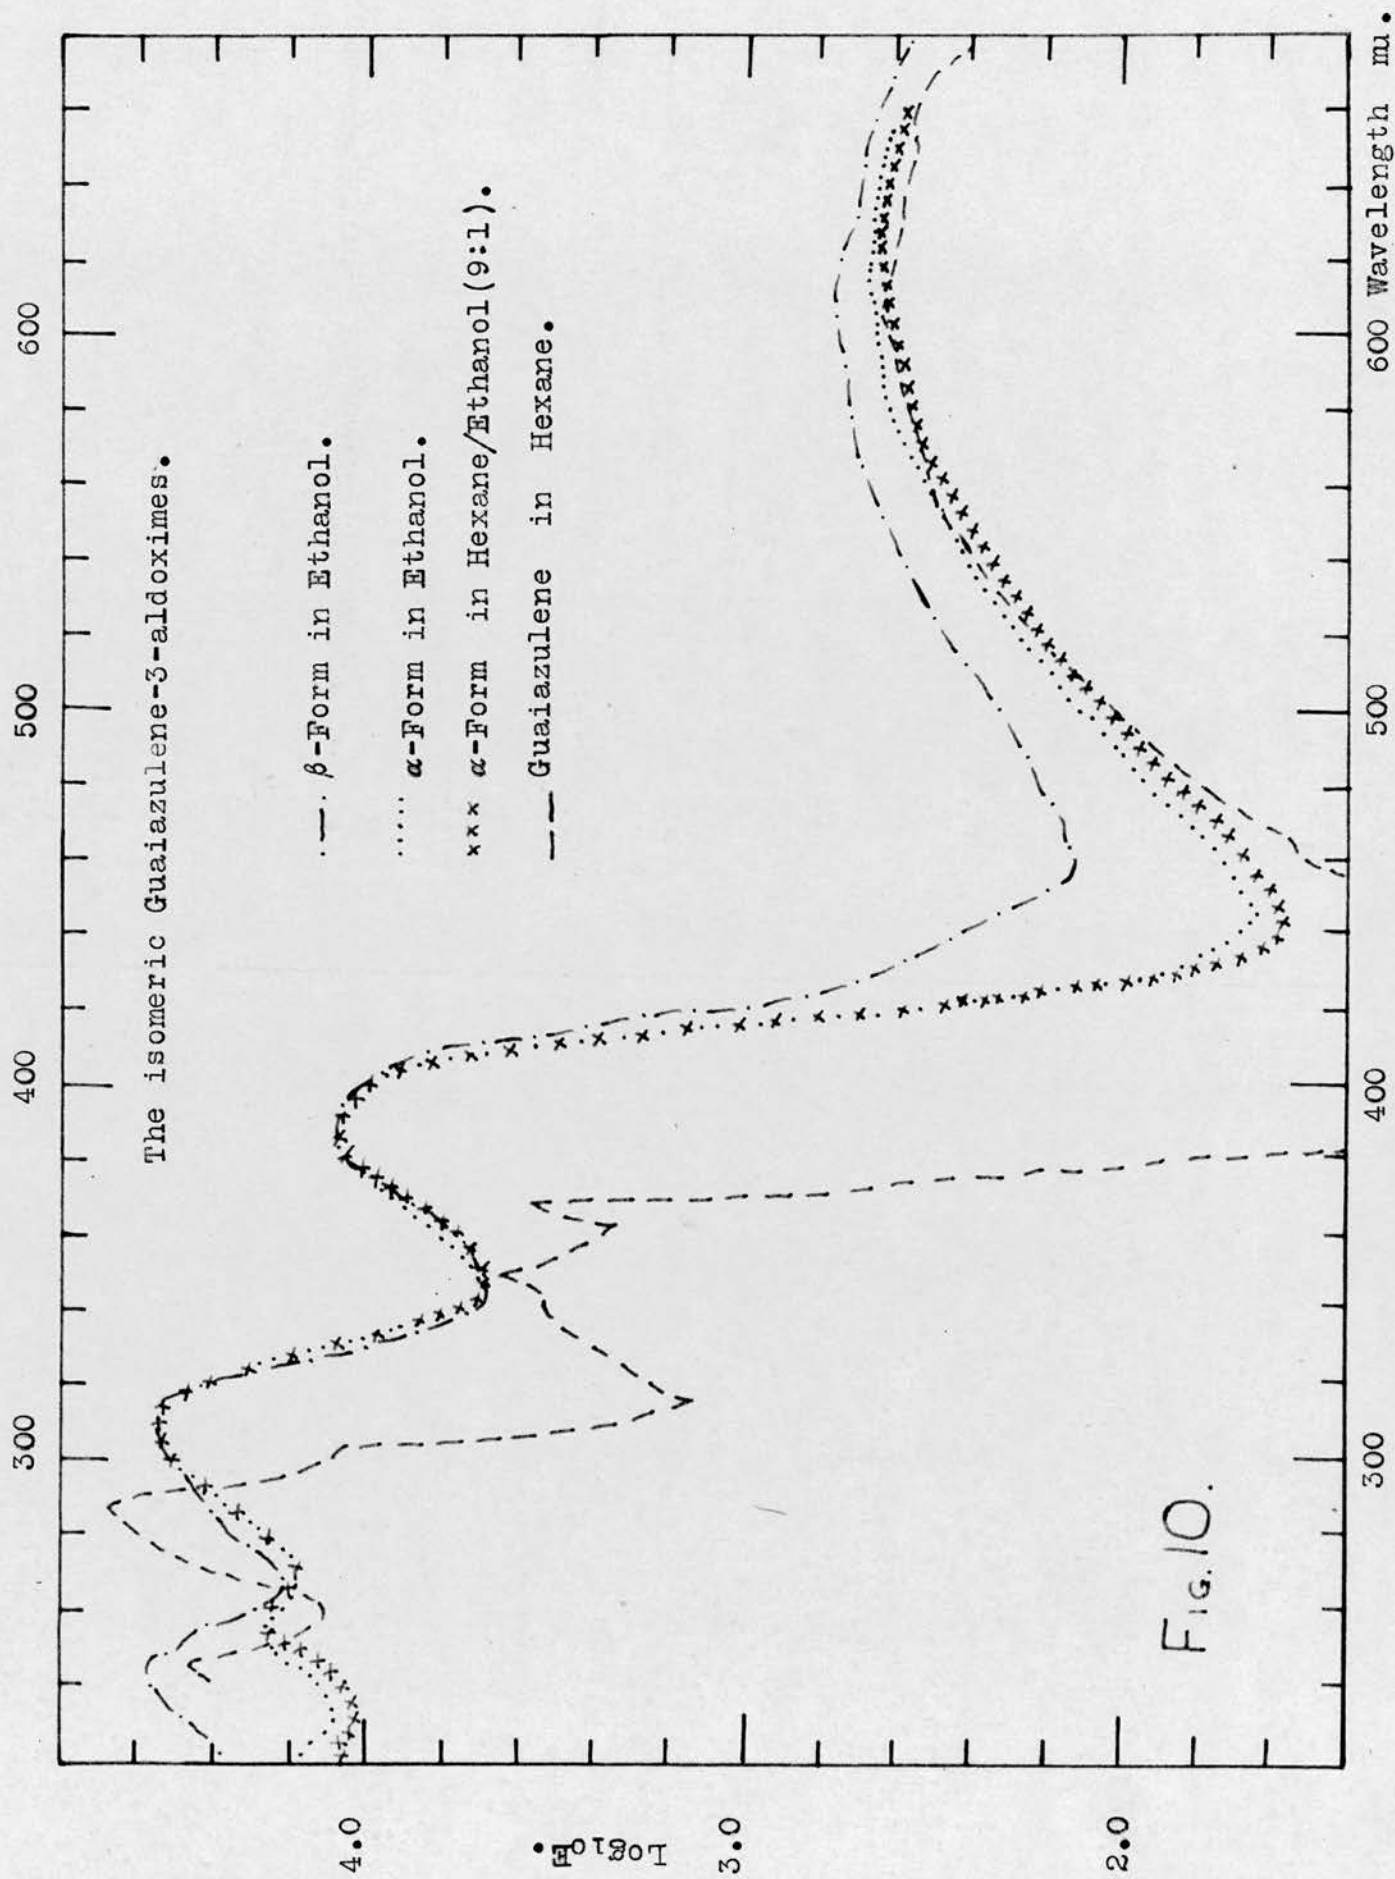 The isomeric Guaiazulene-3-aldoximes.
β-Form in Ethanol.
α-Form in Ethanol.
α-Form in Hexane/Ethanol(9:1).
Guaiazulene in Hexane.
300
400
500
600
4.0
3.0
2.0
Log10E.
300
400
500
600 Wavelength mu.
FIG.10.